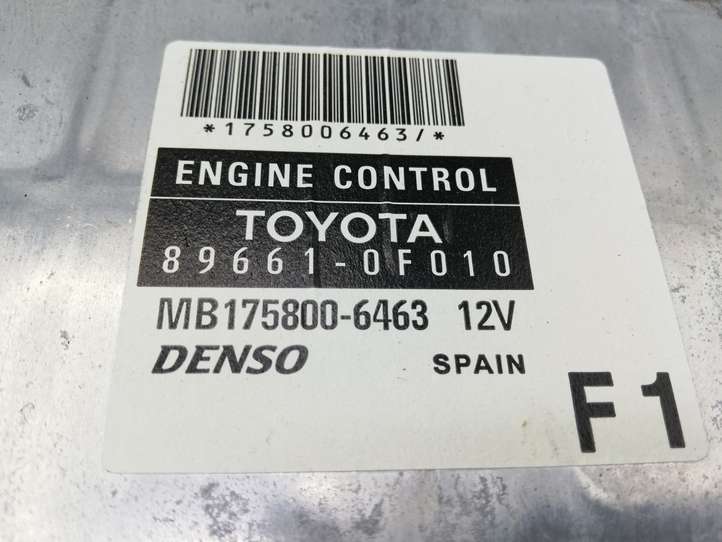 *1758006463/*
ENGINE CONTROL
TOYOTA
89661-0F010
MB175800-6463 12V
DENSO SPAIN
F1